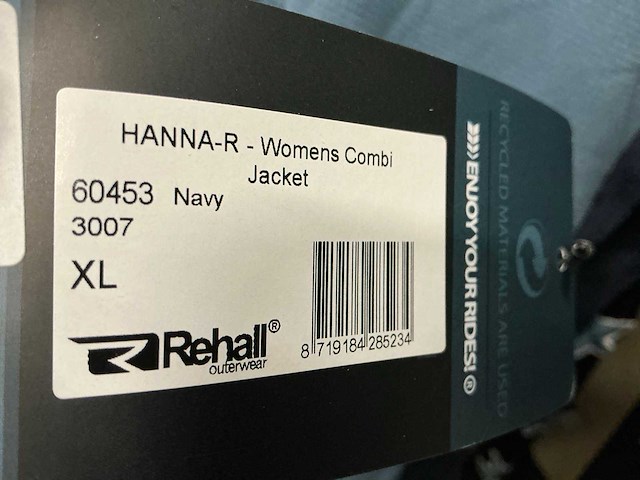 HANNA-R - Womens Combi
Jacket
60453 Navy
3007
XL
Rehall®
outerwear
8 719184 285234
ENJOY YOUR RIDES!®
RECYCLED MATERIALS ARE USED